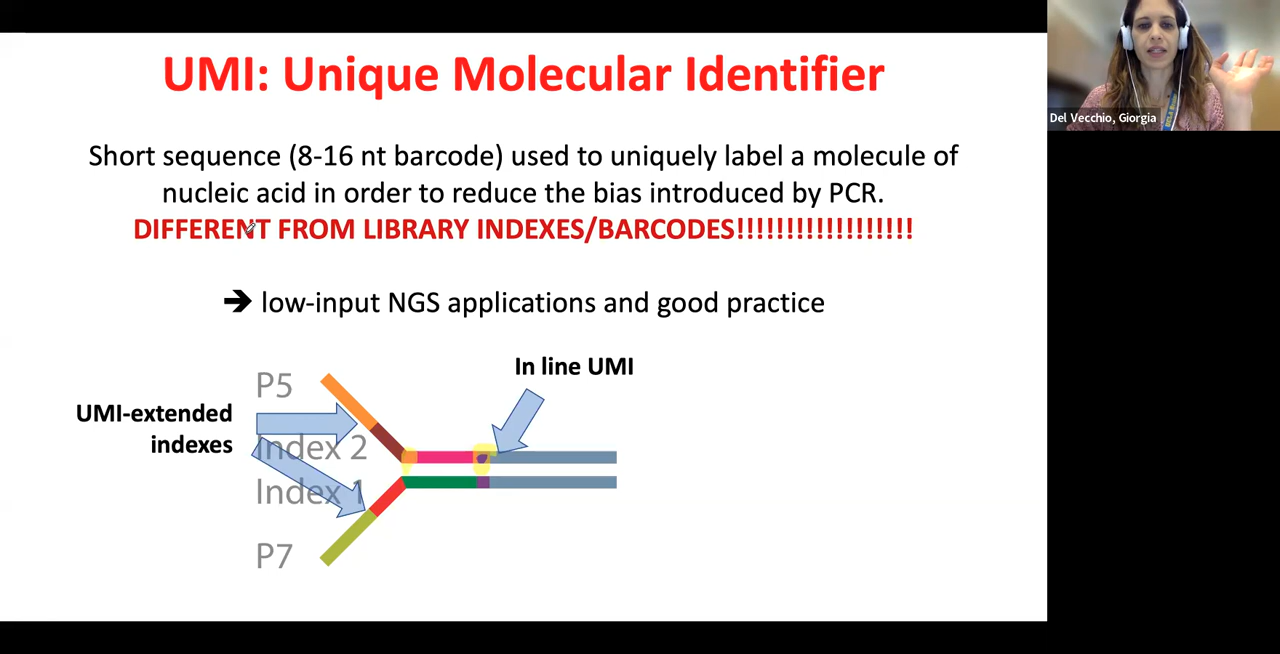 UMI: Unique Molecular Identifier
Short sequence (8-16 nt barcode) used to uniquely label a molecule of
nucleic acid in order to reduce the bias introduced by PCR.
DIFFERENT FROM LIBRARY INDEXES/BARCODES!!!!!!!!!!!!!!!!!!
➔ low-input NGS applications and good practice
In line UMI
P5
UMI-extended
indexes
Index 2
Index 1
P7
Del Vecchio, Giorgia